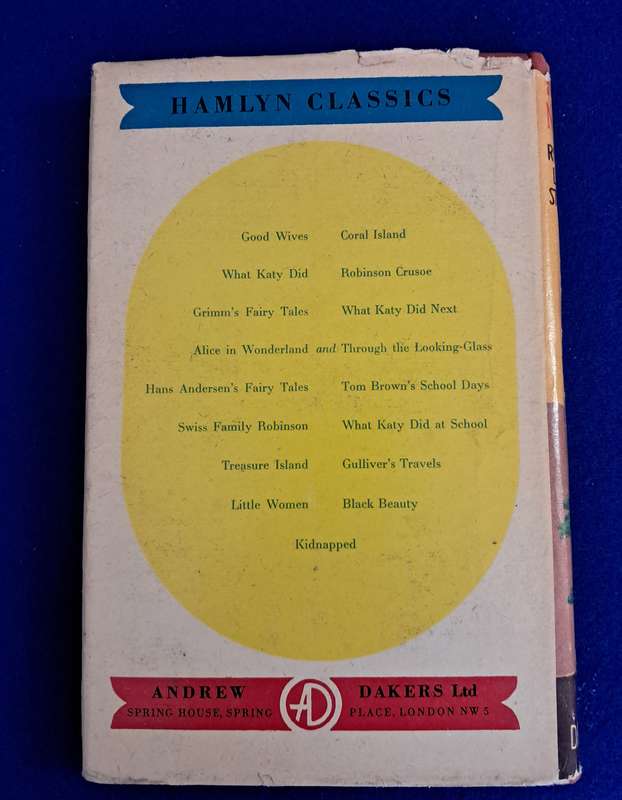 HAMLYN CLASSICS
Good Wives Coral Island
What Katy Did Robinson Crusoe
Grimm's Fairy Tales What Katy Did Next
Alice in Wonderland and Through the Looking-Glass
Hans Andersen's Fairy Tales Tom Brown's School Days
Swiss Family Robinson What Katy Did at School
Treasure Island Gulliver's Travels
Little Women Black Beauty
Kidnapped
ANDREW AD DAKERS Ltd
SPRING HOUSE, SPRING PLACE, LONDON NW 5